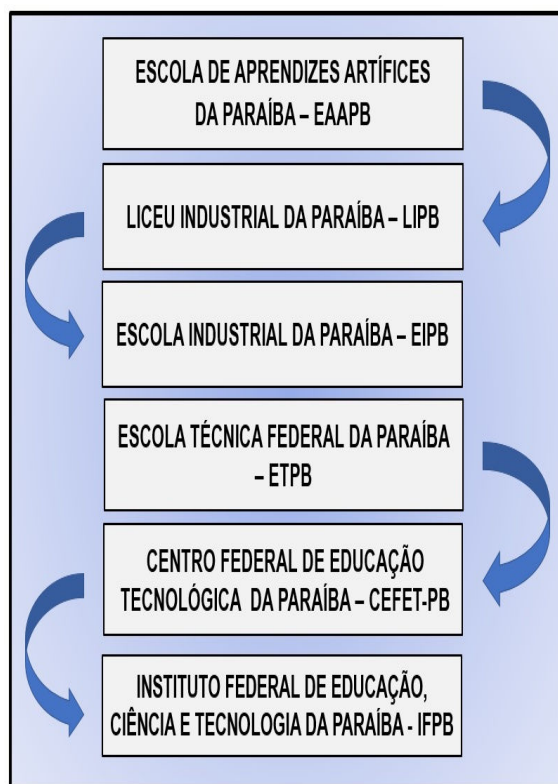 ESCOLA DE APRENDIZES ARTÍFICES
DA PARAÍBA – EAAPB
LICEU INDUSTRIAL DA PARAÍBA – LIPB
ESCOLA INDUSTRIAL DA PARAÍBA – EIPB
ESCOLA TÉCNICA FEDERAL DA PARAÍBA
– ETPB
CENTRO FEDERAL DE EDUCAÇÃO
TECNOLÓGICA DA PARAÍBA – CEFET-PB
INSTITUTO FEDERAL DE EDUCAÇÃO,
CIÊNCIA E TECNOLOGIA DA PARAÍBA - IFPB